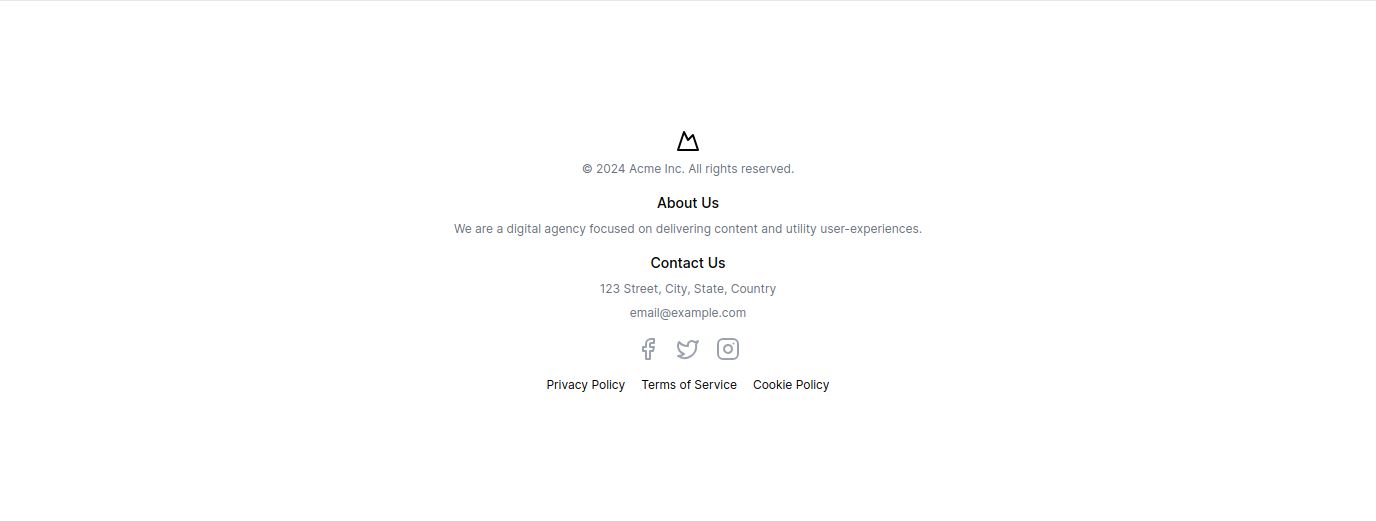 © 2024 Acme Inc. All rights reserved.
About Us
We are a digital agency focused on delivering content and utility user-experiences.
Contact Us
123 Street, City, State, Country
email@example.com
Privacy Policy Terms of Service Cookie Policy